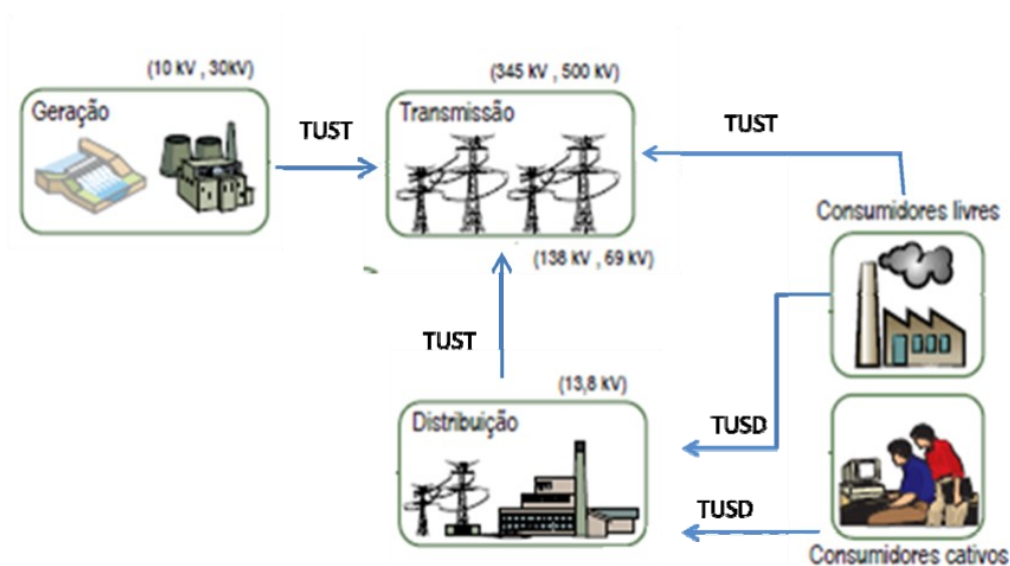 (10 kV , 30kV)
(345 kV , 500 kV)
Geração
TUST
Transmissão
TUST
Consumidores livres
(138 kV , 69 kV)
TUST
(13,8 kV)
Distribuição
TUSD
TUSD
Consumidores cativos